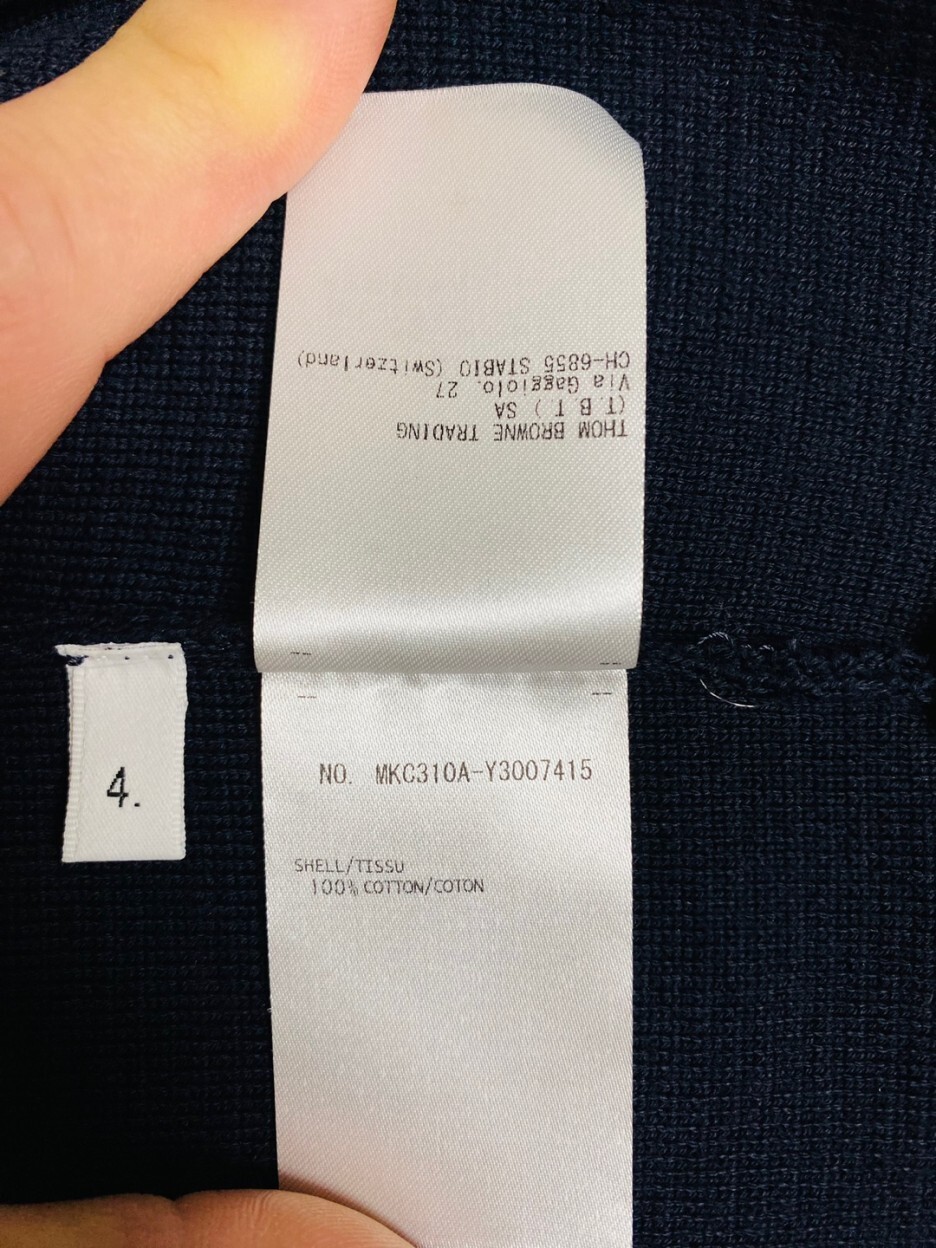 THOM BROWNE TRADING
(T.B.T.) SA
Via Gaggiolo, 27
CH-6855 STABIO (Switzerland)
4.
NO. MKC310A-Y3007415
SHELL/TISSU
100% COTTON/COTON